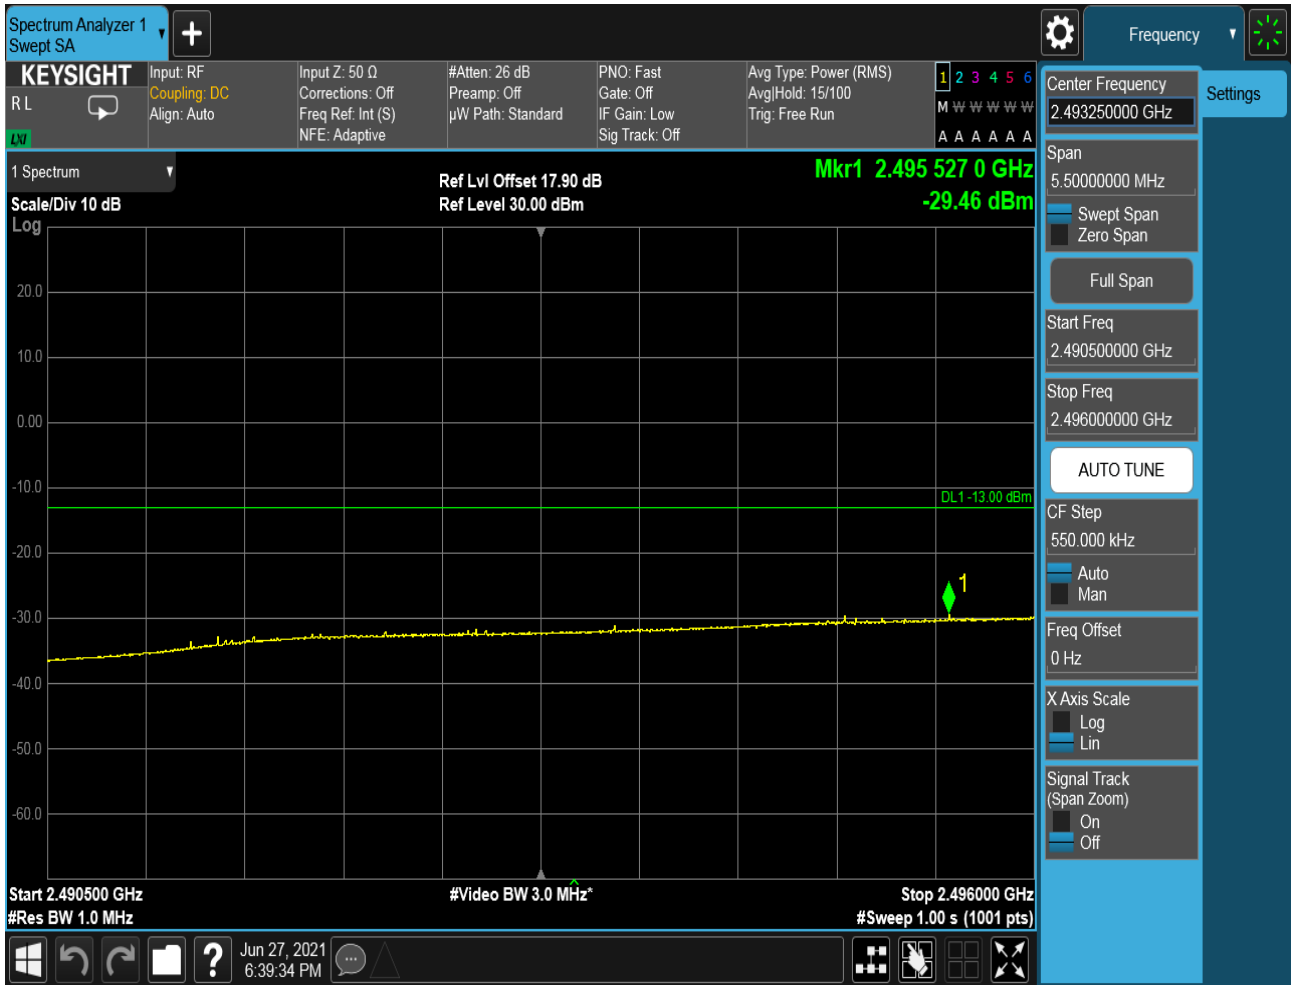 Spectrum Analyzer 1
Swept SA
Frequency
KEYSIGHT
R L
LXI
Input: RF
Coupling: DC
Align: Auto
Input Z: 50 Ω
Corrections: Off
Freq Ref: Int (S)
NFE: Adaptive
#Atten: 26 dB
Preamp: Off
µW Path: Standard
PNO: Fast
Gate: Off
IF Gain: Low
Sig Track: Off
Avg Type: Power (RMS)
Avg|Hold: 15/100
Trig: Free Run
1 2 3 4 5 6
M W W W W W
A A A A A A
1 Spectrum
Scale/Div 10 dB
Log
Ref Lvl Offset 17.90 dB
Ref Level 30.00 dBm
Mkr1 2.495 527 0 GHz
-29.46 dBm
20.0
10.0
0.00
-10.0
DL1 -13.00 dBm
-20.0
1
-30.0
-40.0
-50.0
-60.0
Start 2.490500 GHz
#Res BW 1.0 MHz
#Video BW 3.0 MHz*
Stop 2.496000 GHz
#Sweep 1.00 s (1001 pts)
Jun 27, 2021
6:39:34 PM
?
Center Frequency
2.493250000 GHz
Settings
Span
5.50000000 MHz
Swept Span
Zero Span
Full Span
Start Freq
2.490500000 GHz
Stop Freq
2.496000000 GHz
AUTO TUNE
CF Step
550.000 kHz
Auto
Man
Freq Offset
0 Hz
X Axis Scale
Log
Lin
Signal Track
(Span Zoom)
On
Off